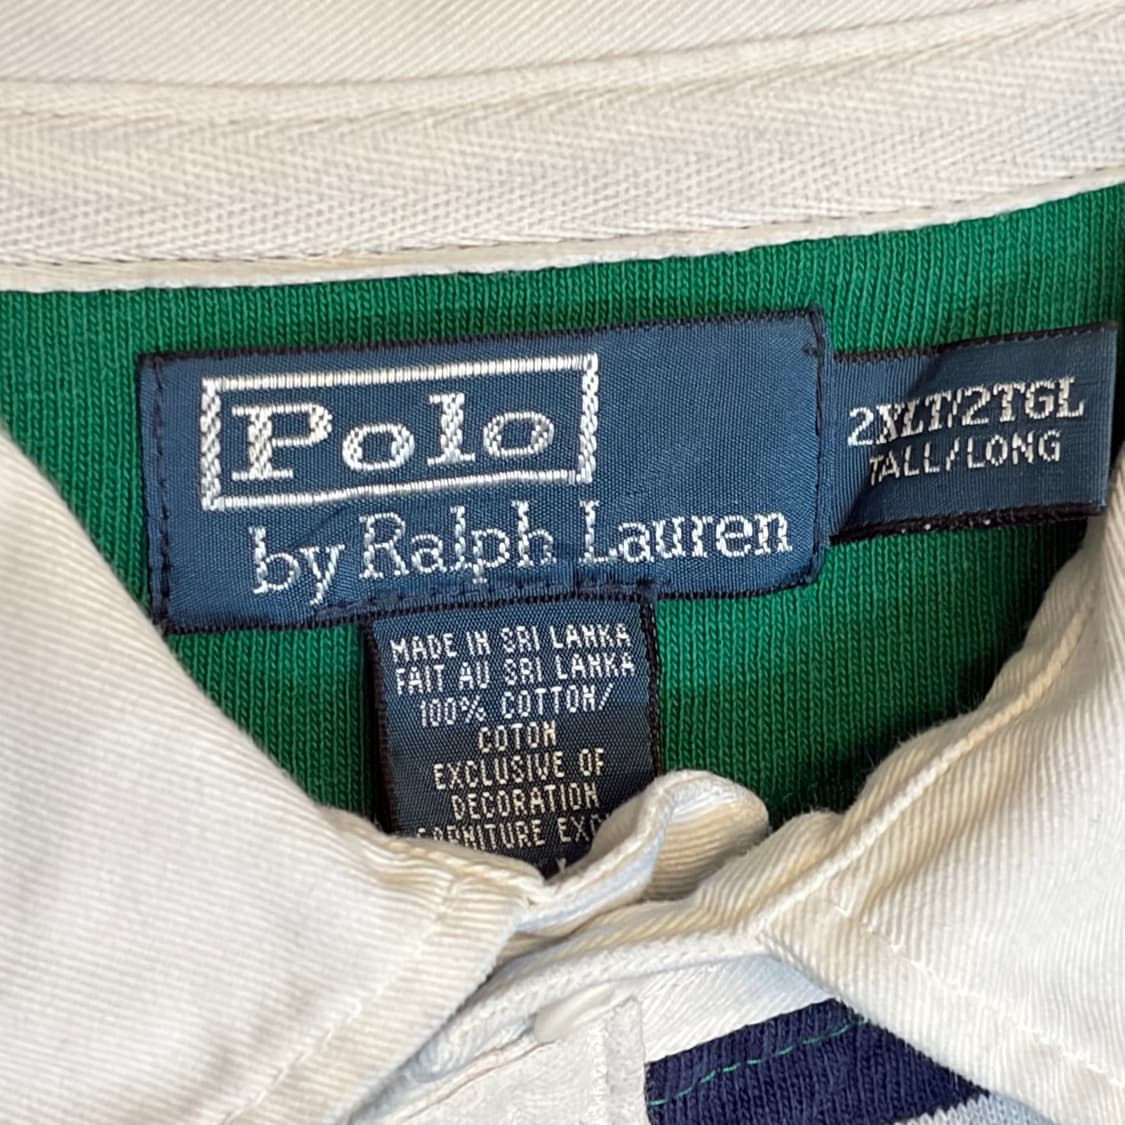 Polo
by Ralph Lauren
2XLT/2TGL
TALL/LONG
MADE IN SRI LANKA
FAIT AU SRI LANKA
100% COTTON/
COTON
EXCLUSIVE OF
DECORATION